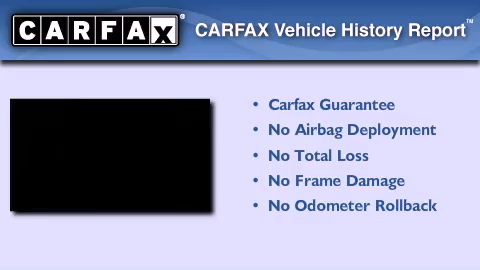 CARFAX® CARFAX Vehicle History Report™
• Carfax Guarantee
• No Airbag Deployment
• No Total Loss
• No Frame Damage
• No Odometer Rollback